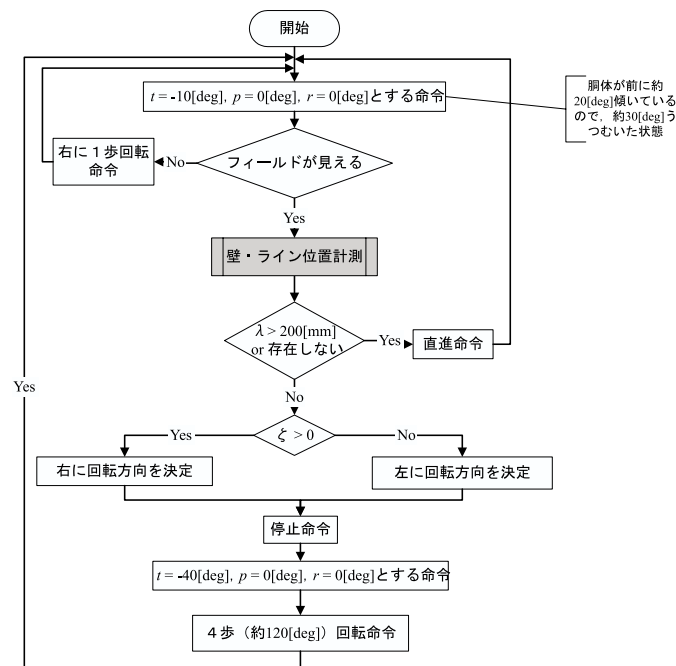 開始
t = -10[deg], p = 0[deg], r = 0[deg]とする命令
胴体が前に約
20[deg]傾いている
ので，約30[deg]う
つむいた状態
右に１歩回転
命令
No
フィールドが見える
Yes
壁・ライン位置計測
λ > 200[mm]
or 存在しない
Yes
直進命令
Yes
No
Yes
ζ > 0
No
右に回転方向を決定
左に回転方向を決定
停止命令
t = -40[deg], p = 0[deg], r = 0[deg]とする命令
４歩（約120[deg]）回転命令